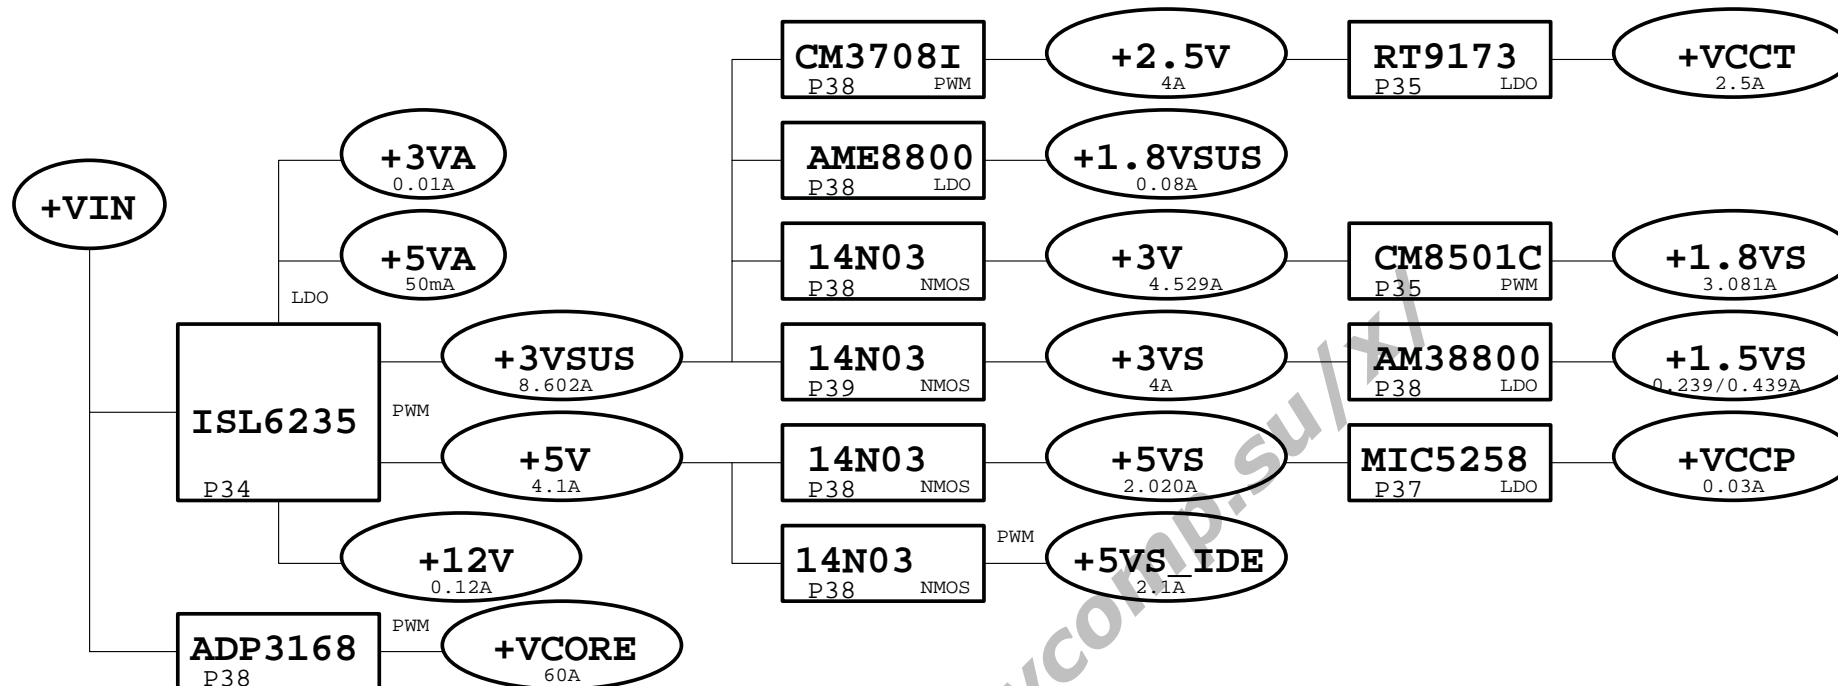 CM3708I
P38 PWM
+2.5V
4A
RT9173
P35 LDO
+VCCT
2.5A
+3VA
0.01A
AME8800
P38 LDO
+1.8VSUS
0.08A
+VIN
+5VA
50mA
LDO
14N03
P38 NMOS
+3V
4.529A
CM8501C
P35 PWM
+1.8VS
3.081A
+3VSUS
8.602A
14N03
P39 NMOS
+3VS
4A
AM38800
P38 LDO
+1.5VS
0.239/0.439A
ISL6235
P34
PWM
+5V
4.1A
14N03
P38 NMOS
+5VS
2.020A
MIC5258
P37 LDO
+VCCP
0.03A
+12V
0.12A
14N03
P38 NMOS
PWM
+5VS_IDE
2.1A
ADP3168
P38
PWM
+VCORE
60A
ycomp.su/x/